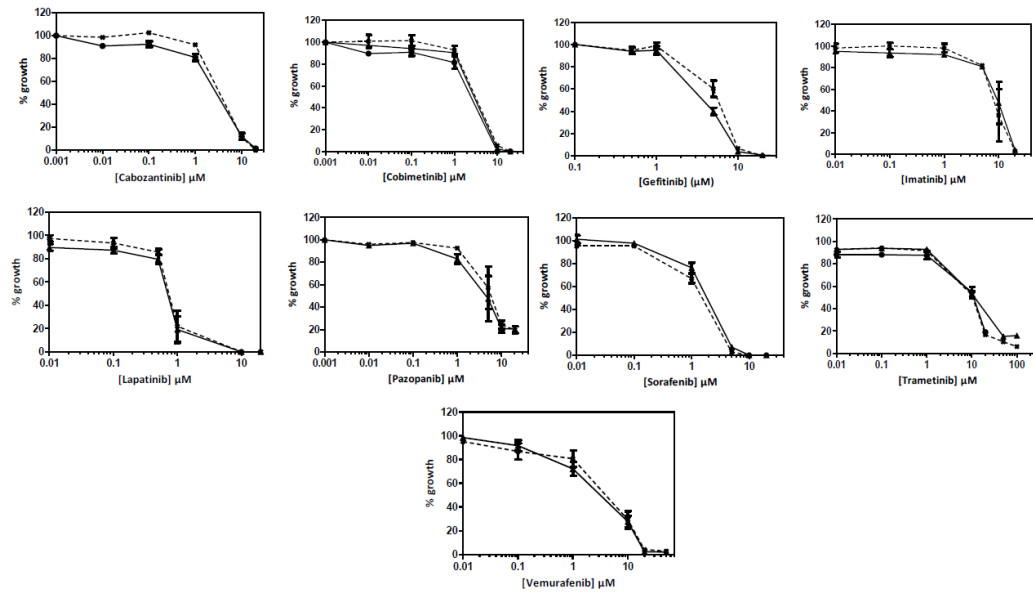 120
100
80
60
40
20
0
% growth
0.001 0.01 0.1 1 10
[Cabozantinib] µM
120
100
80
60
40
20
0
% growth
0.001 0.01 0.1 1 10
[Cobimetinib] µM
120
100
80
60
40
20
0
% growth
0.1 1 10
[Gefitinib] (µM)
120
100
80
60
40
20
0
% growth
0.01 0.1 1 10
[Imatinib] µM
120
100
80
60
40
20
0
% growth
0.01 0.1 1 10
[Lapatinib] µM
120
100
80
60
40
20
0
% growth
0.001 0.01 0.1 1 10
[Pazopanib] µM
120
100
80
60
40
20
0
% growth
0.01 0.1 1 10
[Sorafenib] µM
120
100
80
60
40
20
0
% growth
0.01 0.1 1 10 100
[Trametinib] µM
120
100
80
60
40
20
0
% growth
0.01 0.1 1 10
[Vemurafenib] µM